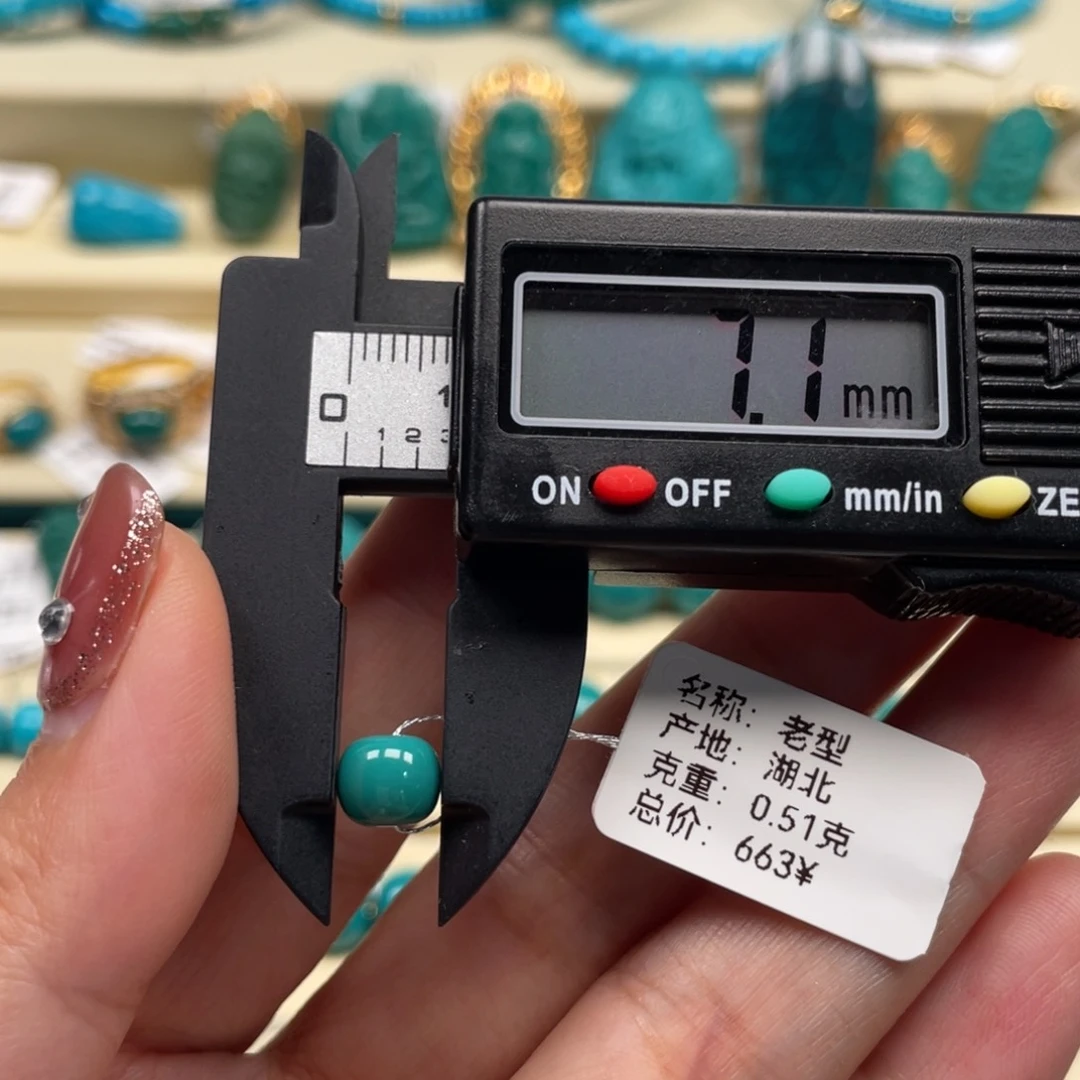 7.1 mm
0
1
1 2 3
ON OFF mm/in ZE
名称： 老型
产地： 湖北
克重： 0.51克
总价： 663¥